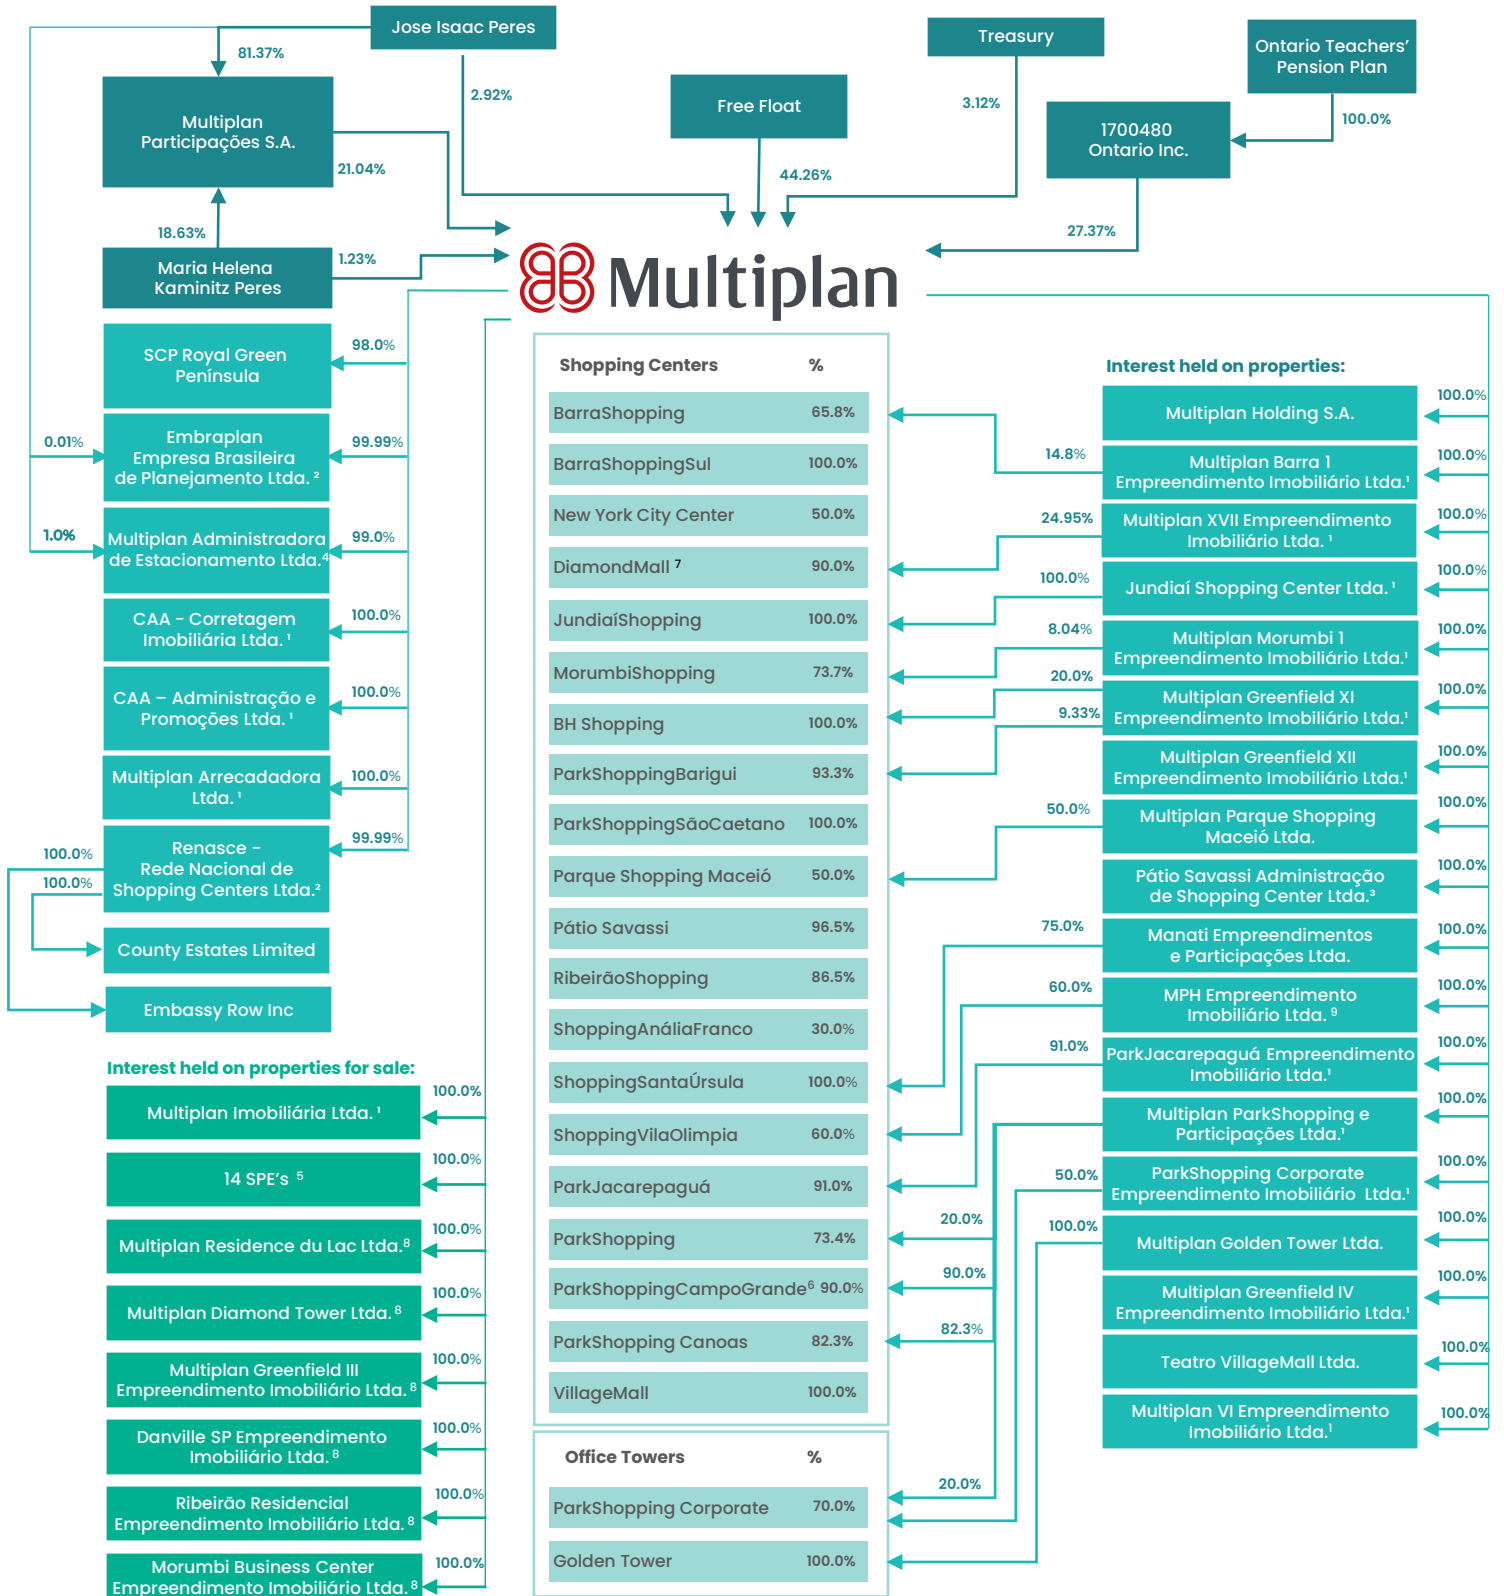 Jose Isaac Peres
81.37%
2.92%
Multiplan
Participações S.A.
21.04%
18.63%
Maria Helena
Kaminitz Peres
1.23%
Free Float
44.26%
Treasury
3.12%
Ontario Teachers’
Pension Plan
100.0%
1700480
Ontario Inc.
27.37%
Multiplan
SCP Royal Green
Península
98.0%
0.01%
Embraplan
Empresa Brasileira
de Planejamento Ltda. ²
99.99%
1.0%
Multiplan Administradora
de Estacionamento Ltda.⁴
99.0%
CAA - Corretagem
Imobiliária Ltda. ¹
100.0%
CAA – Administração e
Promoções Ltda. ¹
100.0%
Multiplan Arrecadadora
Ltda. ¹
100.0%
Renasce -
Rede Nacional de
Shopping Centers Ltda.²
99.99%
100.0%
100.0%
County Estates Limited
Embassy Row Inc
Interest held on properties for sale:
Multiplan Imobiliária Ltda. ¹
100.0%
14 SPE's ⁵
100.0%
Multiplan Residence du Lac Ltda.⁸
100.0%
Multiplan Diamond Tower Ltda. ⁸
100.0%
Multiplan Greenfield III
Empreendimento Imobiliário Ltda. ⁸
100.0%
Danville SP Empreendimento
Imobiliário Ltda. ⁸
100.0%
Ribeirão Residencial
Empreendimento Imobiliário Ltda. ⁸
100.0%
Morumbi Business Center
Empreendimento Imobiliário Ltda. ⁸
100.0%
Shopping Centers %
BarraShopping 65.8%
BarraShoppingSul 100.0%
New York City Center 50.0%
DiamondMall ⁷ 90.0%
JundiaíShopping 100.0%
MorumbiShopping 73.7%
BH Shopping 100.0%
ParkShoppingBarigui 93.3%
ParkShoppingSãoCaetano 100.0%
Parque Shopping Maceió 50.0%
Pátio Savassi 96.5%
RibeirãoShopping 86.5%
ShoppingAnáliaFranco 30.0%
ShoppingSantaÚrsula 100.0%
ShoppingVilaOlimpia 60.0%
ParkJacarepaguá 91.0%
ParkShopping 73.4%
ParkShoppingCampoGrande⁶ 90.0%
ParkShopping Canoas 82.3%
VillageMall 100.0%
Office Towers %
ParkShopping Corporate 70.0%
Golden Tower 100.0%
Interest held on properties:
Multiplan Holding S.A.
100.0%
14.8%
Multiplan Barra 1
Empreendimento Imobiliário Ltda.¹
100.0%
24.95%
Multiplan XVII Empreendimento
Imobiliário Ltda. ¹
100.0%
100.0%
Jundiaí Shopping Center Ltda. ¹
100.0%
8.04%
Multiplan Morumbi 1
Empreendimento Imobiliário Ltda.¹
100.0%
20.0%
9.33%
Multiplan Greenfield XI
Empreendimento Imobiliário Ltda.¹
100.0%
Multiplan Greenfield XII
Empreendimento Imobiliário Ltda.¹
100.0%
50.0%
Multiplan Parque Shopping
Maceió Ltda.
100.0%
Pátio Savassi Administração
de Shopping Center Ltda.³
100.0%
75.0%
Manati Empreendimentos
e Participações Ltda.
100.0%
60.0%
MPH Empreendimento
Imobiliário Ltda. ⁹
100.0%
91.0%
ParkJacarepaguá Empreendimento
Imobiliário Ltda.¹
100.0%
Multiplan ParkShopping e
Participações Ltda.¹
100.0%
20.0%
90.0%
82.3%
20.0%
50.0%
ParkShopping Corporate
Empreendimento Imobiliário Ltda.¹
100.0%
100.0%
Multiplan Golden Tower Ltda.
100.0%
Multiplan Greenfield IV
Empreendimento Imobiliário Ltda.¹
100.0%
Teatro VillageMall Ltda.
100.0%
Multiplan VI Empreendimento
Imobiliário Ltda.¹
100.0%